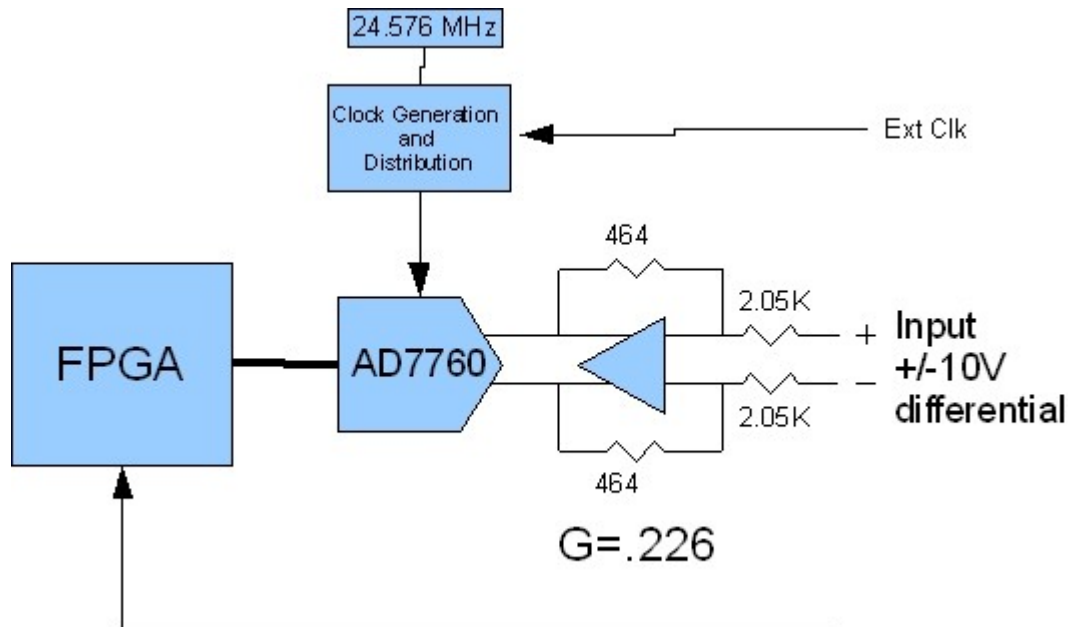 24.576 MHz
Clock Generation
and
Distribution
Ext Clk
464
2.05K
FPGA
AD7760
+ Input
+/-10V
− differential
2.05K
464
G=.226